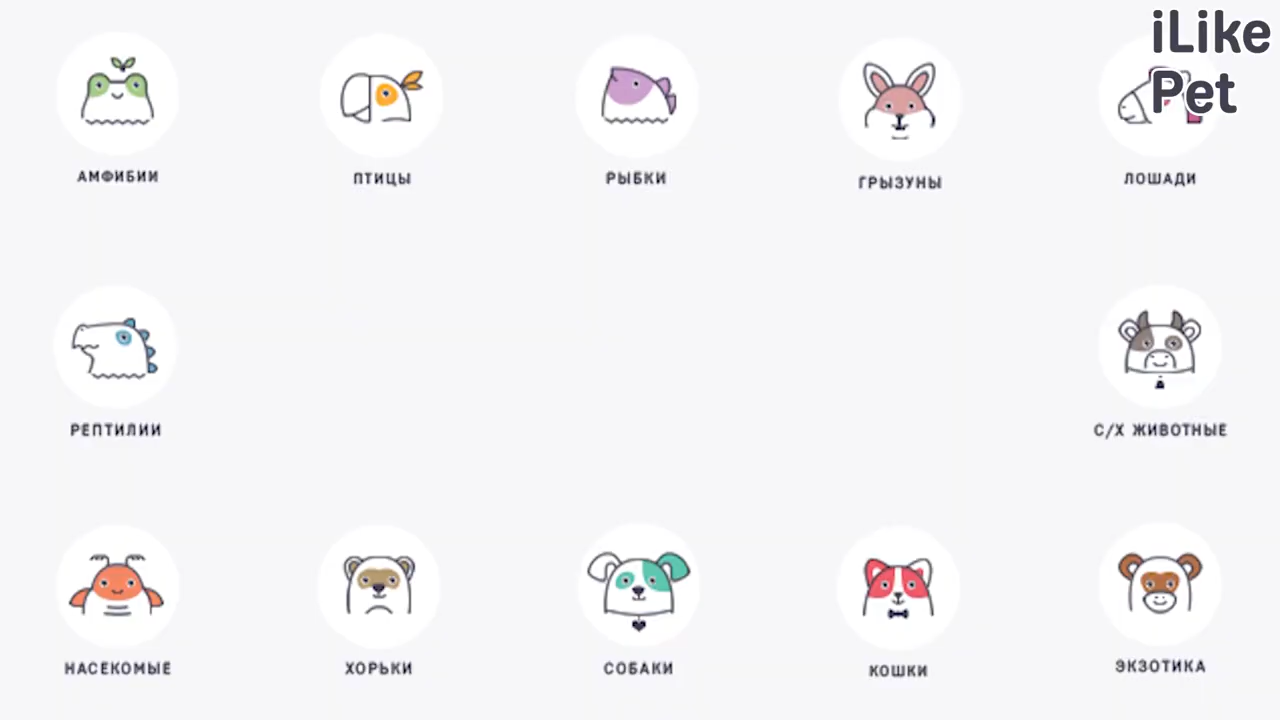 iLike
Pet
АМФИБИИ
ПТИЦЫ
РЫБКИ
ГРЫЗУНЫ
ЛОШАДИ
РЕПТИЛИИ
С/Х ЖИВОТНЫЕ
НАСЕКОМЫЕ
ХОРЬКИ
СОБАКИ
КОШКИ
ЭКЗОТИКА